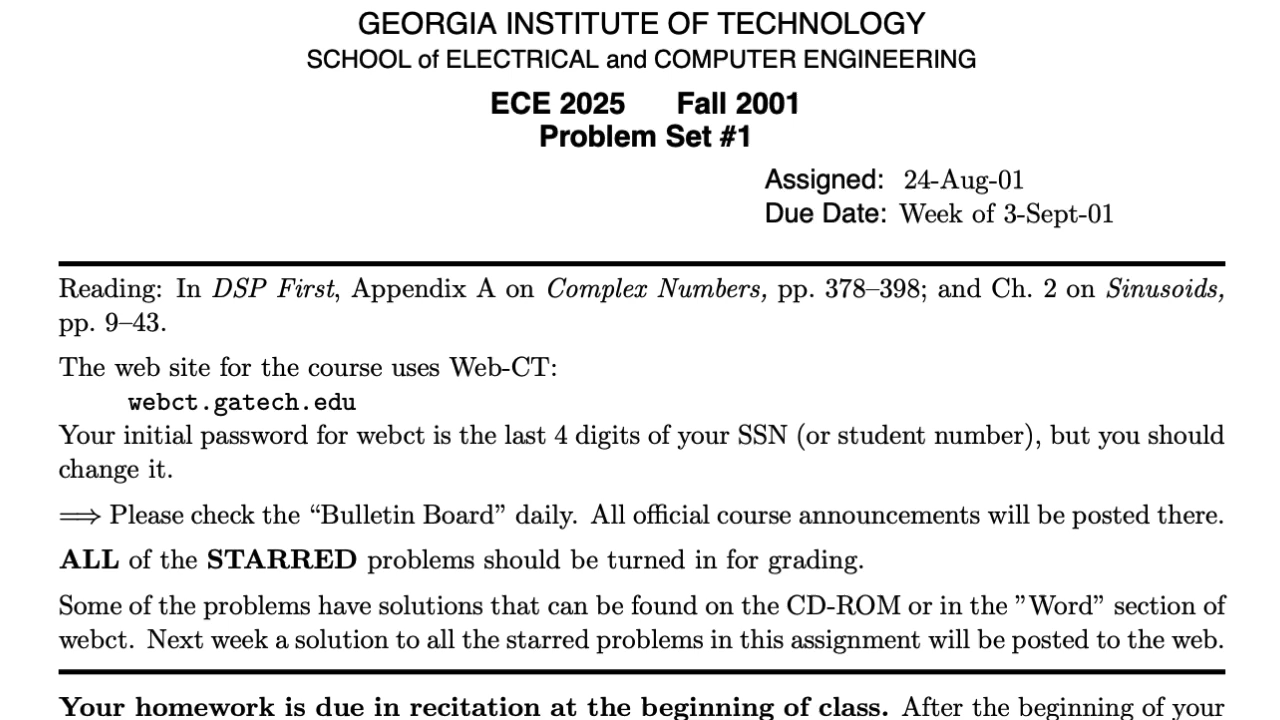 GEORGIA INSTITUTE OF TECHNOLOGY
SCHOOL of ELECTRICAL and COMPUTER ENGINEERING
ECE 2025 Fall 2001
Problem Set #1
Assigned: 24-Aug-01
Due Date: Week of 3-Sept-01
Reading: In DSP First, Appendix A on Complex Numbers, pp. 378–398; and Ch. 2 on Sinusoids,
pp. 9–43.
The web site for the course uses Web-CT:
webct.gatech.edu
Your initial password for webct is the last 4 digits of your SSN (or student number), but you should
change it.
⟹ Please check the “Bulletin Board” daily. All official course announcements will be posted there.
ALL of the STARRED problems should be turned in for grading.
Some of the problems have solutions that can be found on the CD-ROM or in the ”Word” section of
webct. Next week a solution to all the starred problems in this assignment will be posted to the web.
Your homework is due in recitation at the beginning of class. After the beginning of your